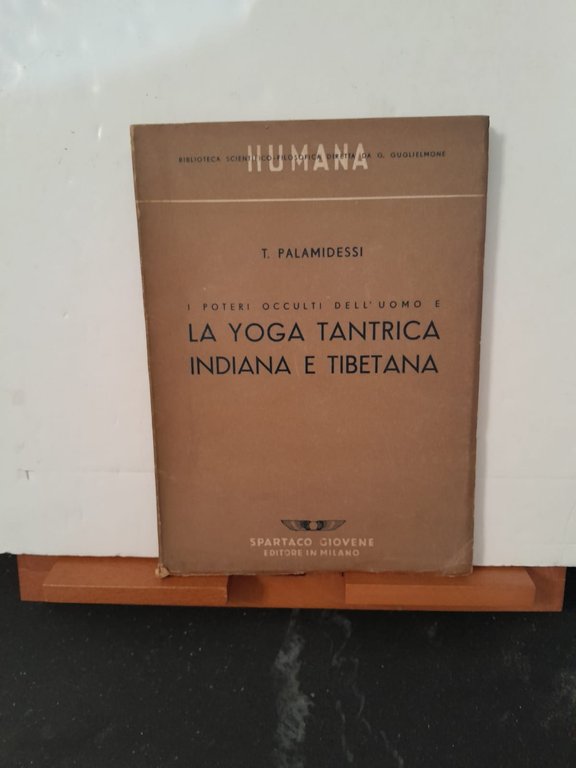 HUMANA
BIBLIOTECA SCIENTIFICO-FILOSOFICA DIRETTA DA G. GUGLIELMONE
T. PALAMIDESSI
I POTERI OCCULTI DELL'UOMO E
LA YOGA TANTRICA
INDIANA E TIBETANA
SPARTACO GIOVENE
EDITORE IN MILANO